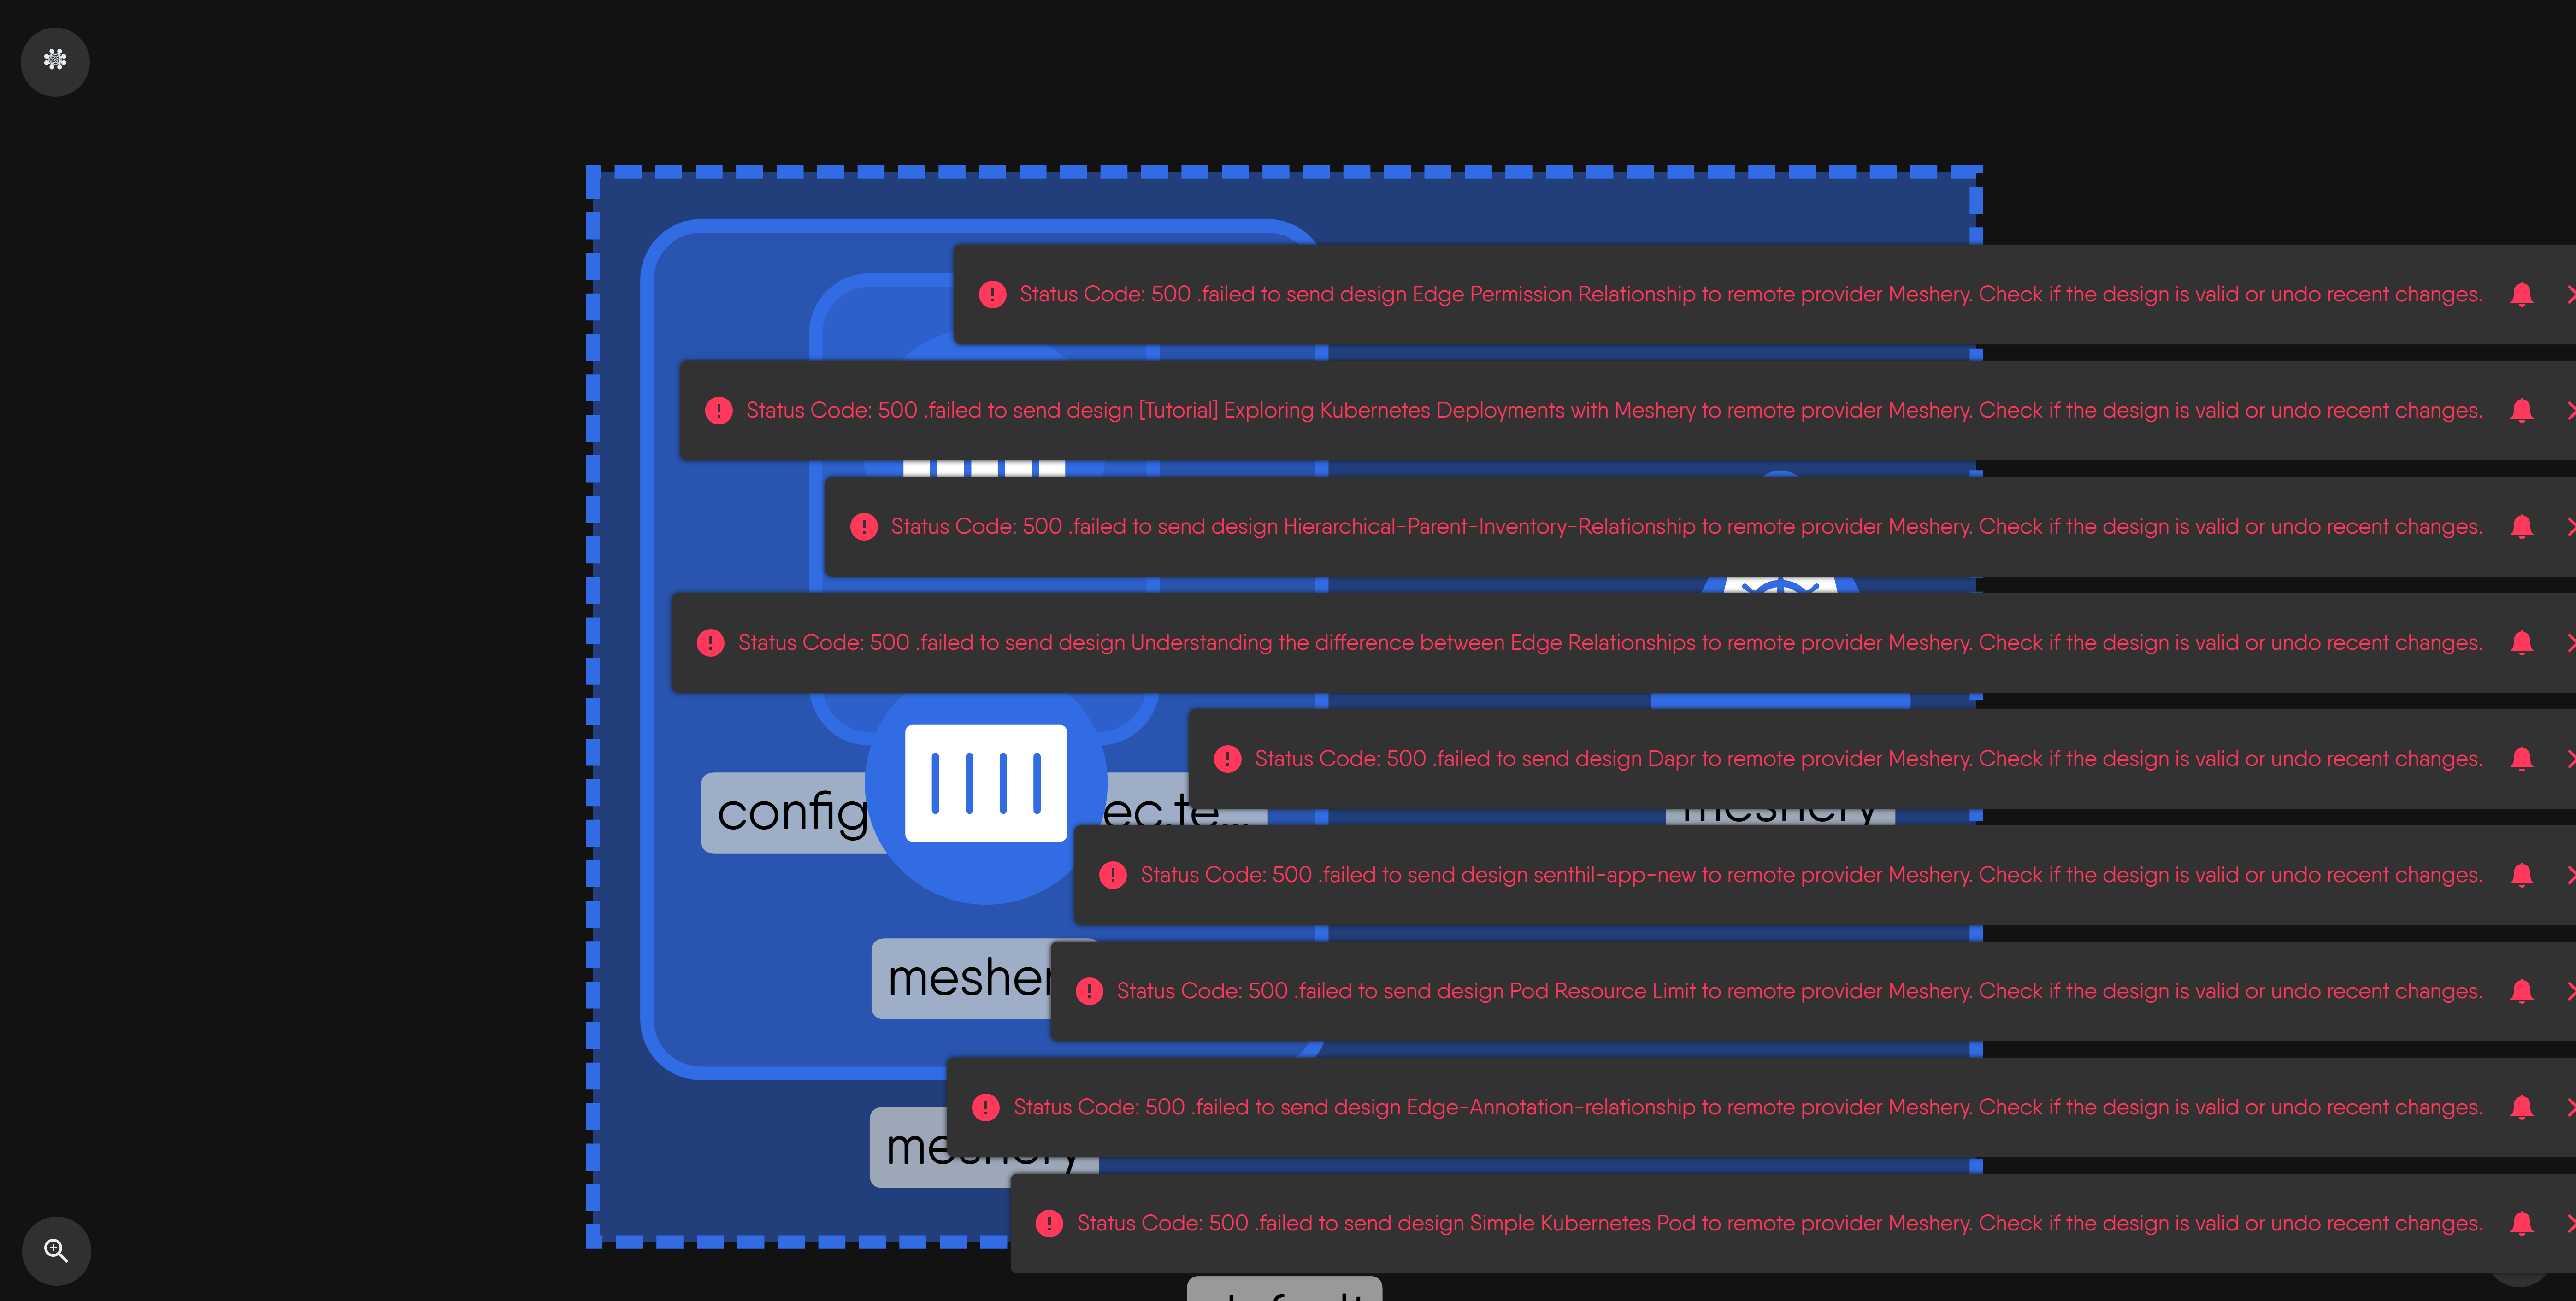 Status Code: 500 .failed to send design Edge Permission Relationship to remote provider Meshery. Check if the design is valid or undo recent changes.
Status Code: 500 .failed to send design [Tutorial] Exploring Kubernetes Deployments with Meshery to remote provider Meshery. Check if the design is valid or undo recent changes.
Status Code: 500 .failed to send design Hierarchical-Parent-Inventory-Relationship to remote provider Meshery. Check if the design is valid or undo recent changes.
Status Code: 500 .failed to send design Understanding the difference between Edge Relationships to remote provider Meshery. Check if the design is valid or undo recent changes.
Status Code: 500 .failed to send design Dapr to remote provider Meshery. Check if the design is valid or undo recent changes.
config ec.te...
meshery
Status Code: 500 .failed to send design senthil-app-new to remote provider Meshery. Check if the design is valid or undo recent changes.
mesher
Status Code: 500 .failed to send design Pod Resource Limit to remote provider Meshery. Check if the design is valid or undo recent changes.
Status Code: 500 .failed to send design Edge-Annotation-relationship to remote provider Meshery. Check if the design is valid or undo recent changes.
meshery
Status Code: 500 .failed to send design Simple Kubernetes Pod to remote provider Meshery. Check if the design is valid or undo recent changes.